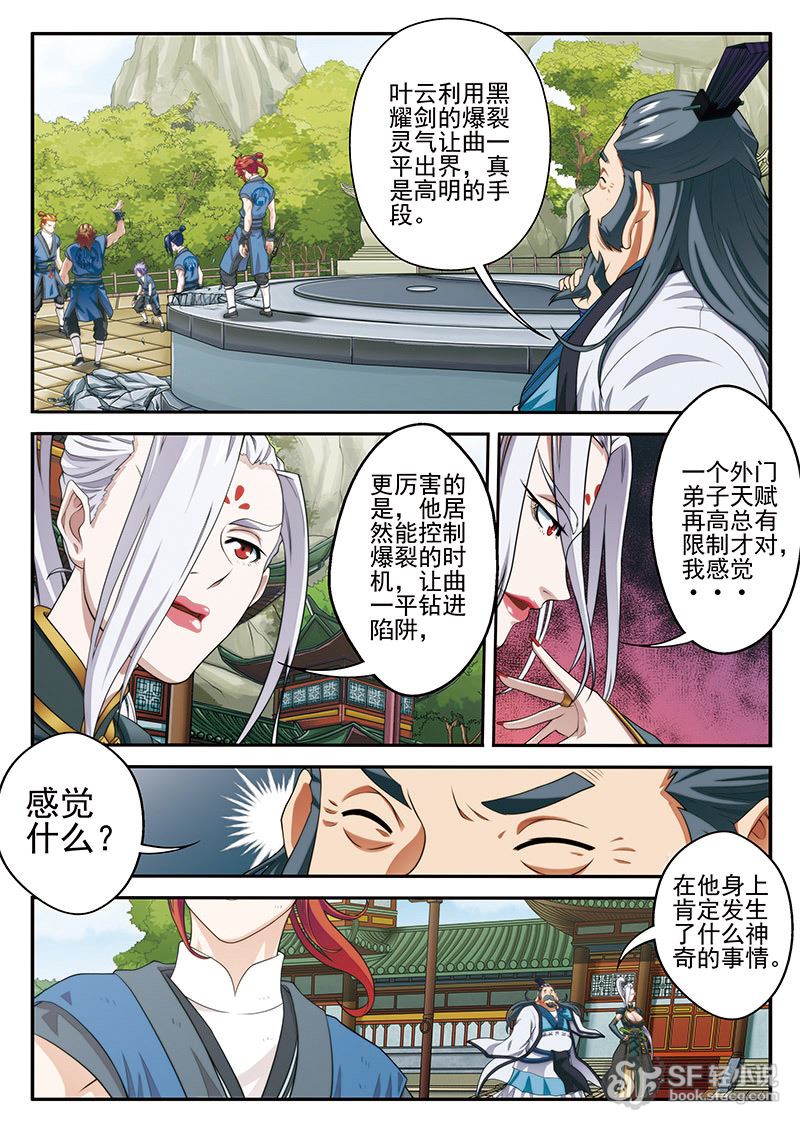 叶云利用黑
耀剑的爆裂
灵气让曲一
平出界，真
是高明的手
段。
更厉害的
是，他居
然能控制
爆裂的时
机，让曲
一平钻进
陷阱，
一个外门
弟子天赋
再高总有
限制才对，
我感觉
···
感觉
什么？
在他身上
肯定发生
了什么神
奇的事情。
SF轻小说
book.sfacg.com